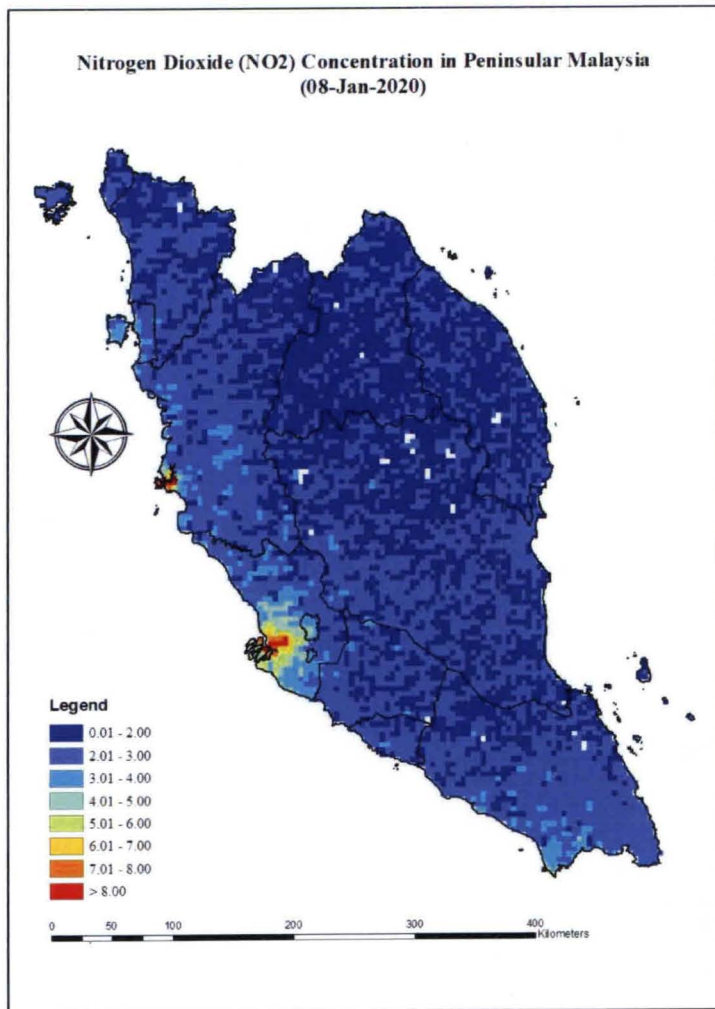 Nitrogen Dioxide (NO2) Concentration in Peninsular Malaysia
(08-Jan-2020)
Legend
0.01 - 2.00
2.01 - 3.00
3.01 - 4.00
4.01 - 5.00
5.01 - 6.00
6.01 - 7.00
7.01 - 8.00
> 8.00
0 50 100 200 300 400
Kilometers